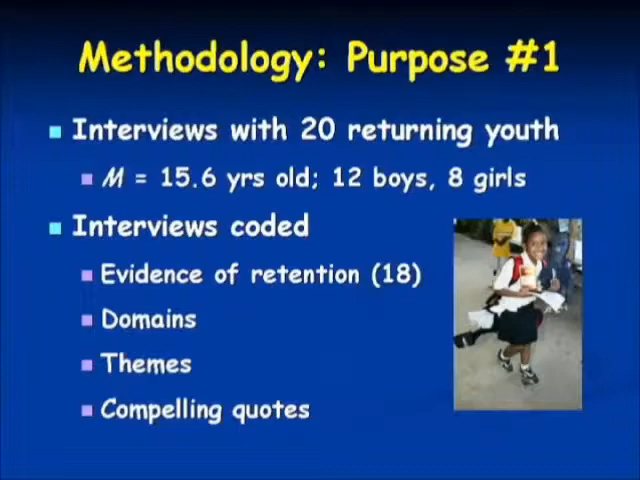 Methodology: Purpose #1
Interviews with 20 returning youth
M = 15.6 yrs old; 12 boys, 8 girls
Interviews coded
Evidence of retention (18)
Domains
Themes
Compelling quotes